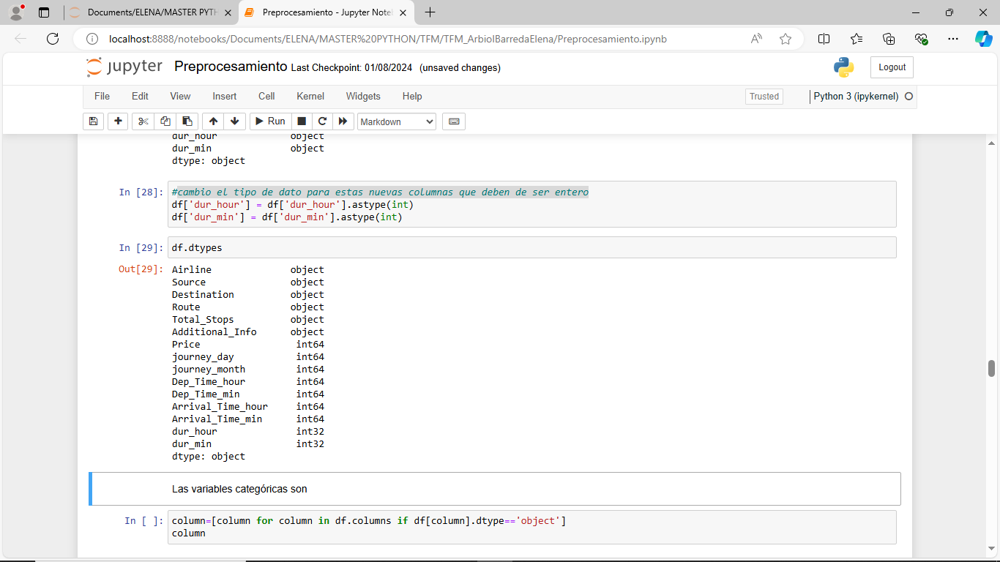 Documents/ELENA/MASTER PYTH
Preprocesamiento - Jupyter Note
localhost:8888/notebooks/Documents/ELENA/MASTER%20PYTHON/TFM/TFM_ArbiolBarredaElena/Preprocesamiento.ipynb
jupyter Preprocesamiento Last Checkpoint: 01/08/2024 (unsaved changes)
Logout
File Edit View Insert Cell Kernel Widgets Help
Trusted
Python 3 (ipykernel)
Run
Markdown
dur_hour object
dur_min object
dtype: object
In [28]: #cambio el tipo de dato para estas nuevas columnas que deben de ser entero
df['dur_hour'] = df['dur_hour'].astype(int)
df['dur_min'] = df['dur_min'].astype(int)
In [29]: df.dtypes
Out[29]: Airline object
Source object
Destination object
Route object
Total_Stops object
Additional_Info object
Price int64
journey_day int64
journey_month int64
Dep_Time_hour int64
Dep_Time_min int64
Arrival_Time_hour int64
Arrival_Time_min int64
dur_hour int32
dur_min int32
dtype: object
Las variables categóricas son
In [ ]: column=[column for column in df.columns if df[column].dtype=='object']
column